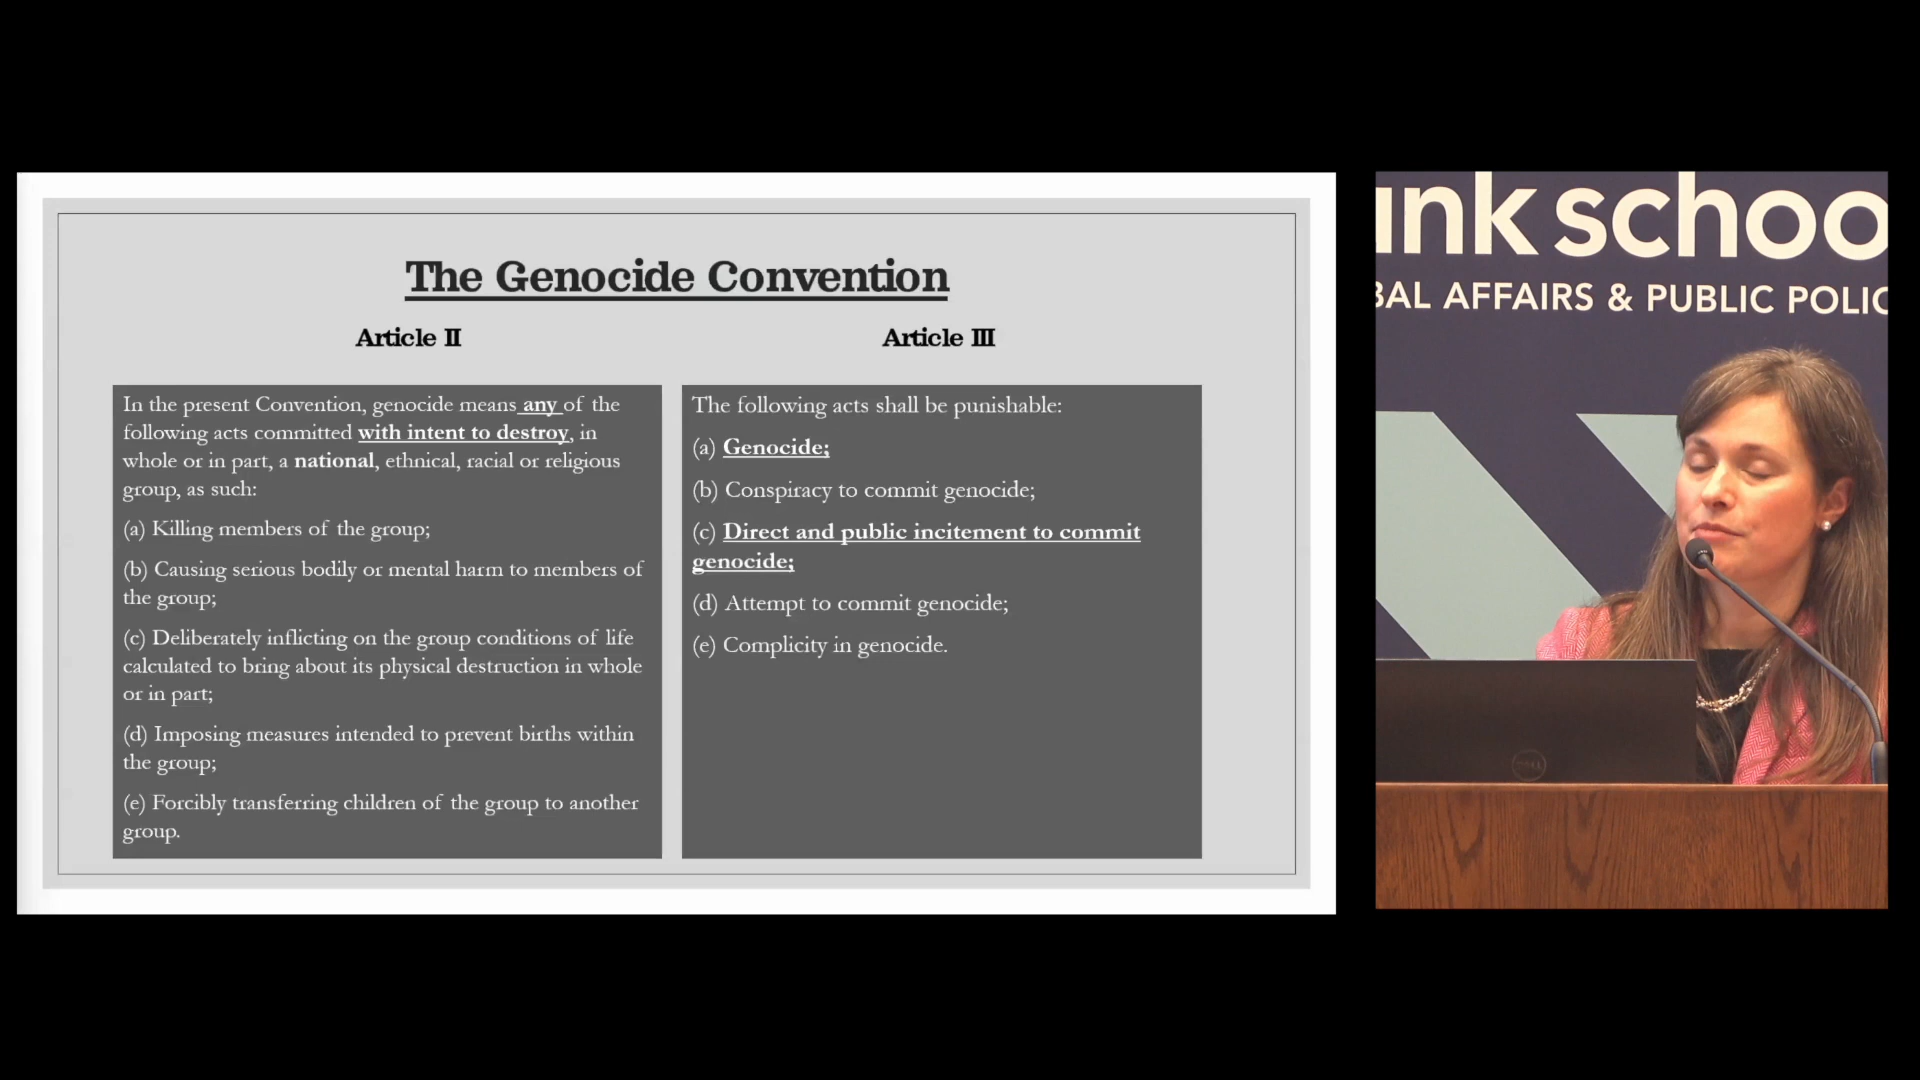 The Genocide Convention
Article II
In the present Convention, genocide means any of the
following acts committed with intent to destroy, in
whole or in part, a national, ethnical, racial or religious
group, as such:
(a) Killing members of the group;
(b) Causing serious bodily or mental harm to members of
the group;
(c) Deliberately inflicting on the group conditions of life
calculated to bring about its physical destruction in whole
or in part;
(d) Imposing measures intended to prevent births within
the group;
(e) Forcibly transferring children of the group to another
group.
Article III
The following acts shall be punishable:
(a) Genocide;
(b) Conspiracy to commit genocide;
(c) Direct and public incitement to commit
genocide;
(d) Attempt to commit genocide;
(e) Complicity in genocide.
nk schoo
BAL AFFAIRS & PUBLIC POLIC
DELL